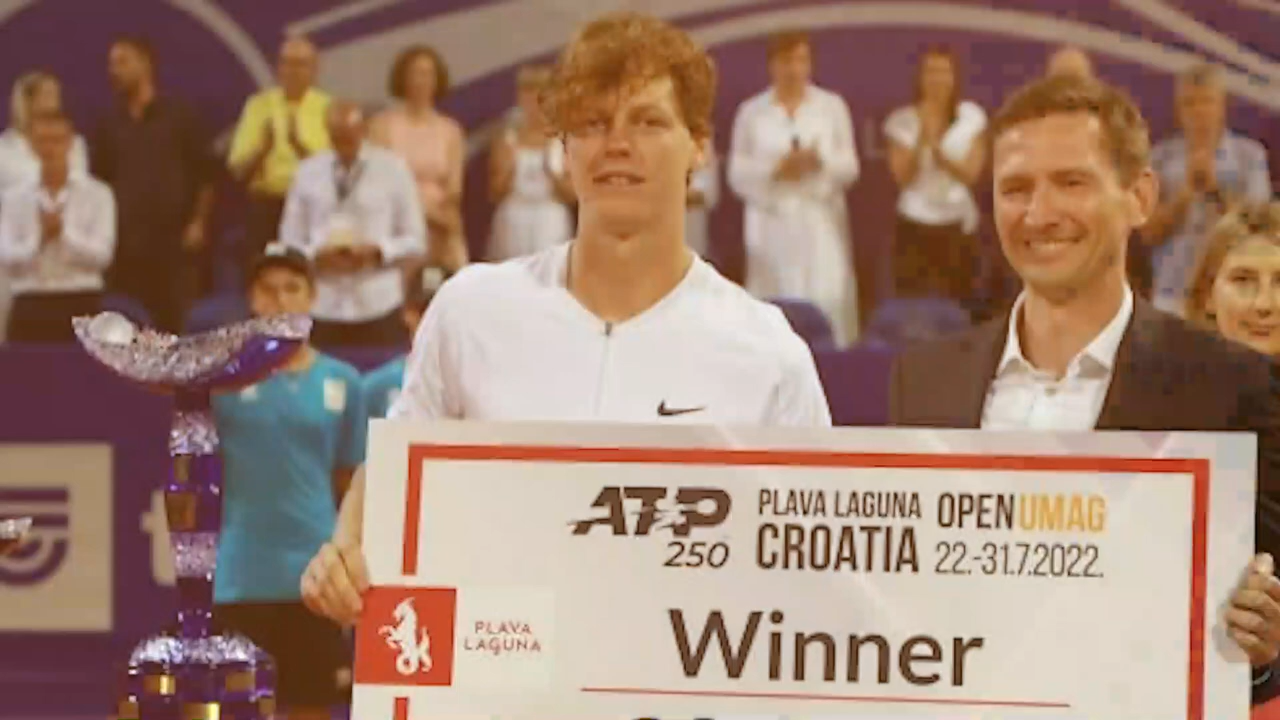 ATP
250
PLAVA LAGUNA
CROATIA
OPEN UMAG
22.-31.7.2022.
PLAVA
LAGUNA
Winner